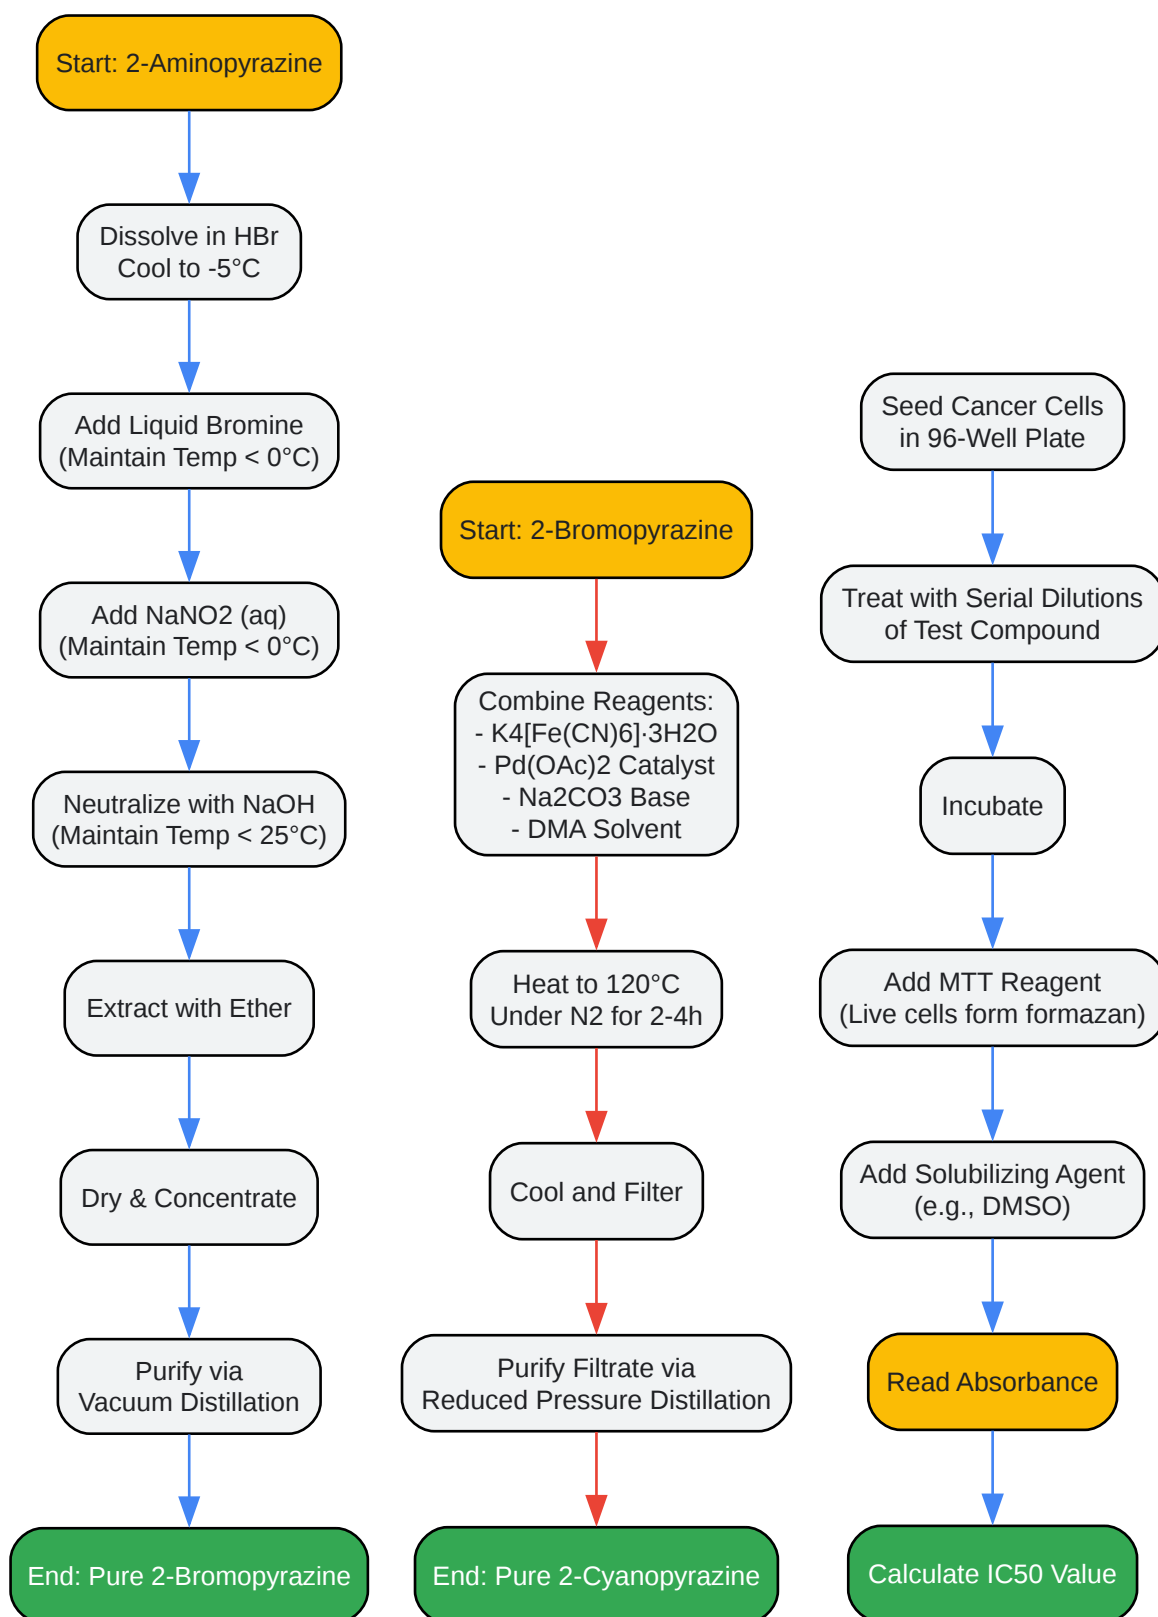 Start: 2-Aminopyrazine
Dissolve in HBr
Cool to -5°C
Add Liquid Bromine
(Maintain Temp < 0°C)
Add NaNO2 (aq)
(Maintain Temp < 0°C)
Neutralize with NaOH
(Maintain Temp < 25°C)
Extract with Ether
Dry & Concentrate
Purify via
Vacuum Distillation
End: Pure 2-Bromopyrazine
Start: 2-Bromopyrazine
Combine Reagents:
- K4[Fe(CN)6]·3H2O
- Pd(OAc)2 Catalyst
- Na2CO3 Base
- DMA Solvent
Heat to 120°C
Under N2 for 2-4h
Cool and Filter
Purify Filtrate via
Reduced Pressure Distillation
End: Pure 2-Cyanopyrazine
Seed Cancer Cells
in 96-Well Plate
Treat with Serial Dilutions
of Test Compound
Incubate
Add MTT Reagent
(Live cells form formazan)
Add Solubilizing Agent
(e.g., DMSO)
Read Absorbance
Calculate IC50 Value